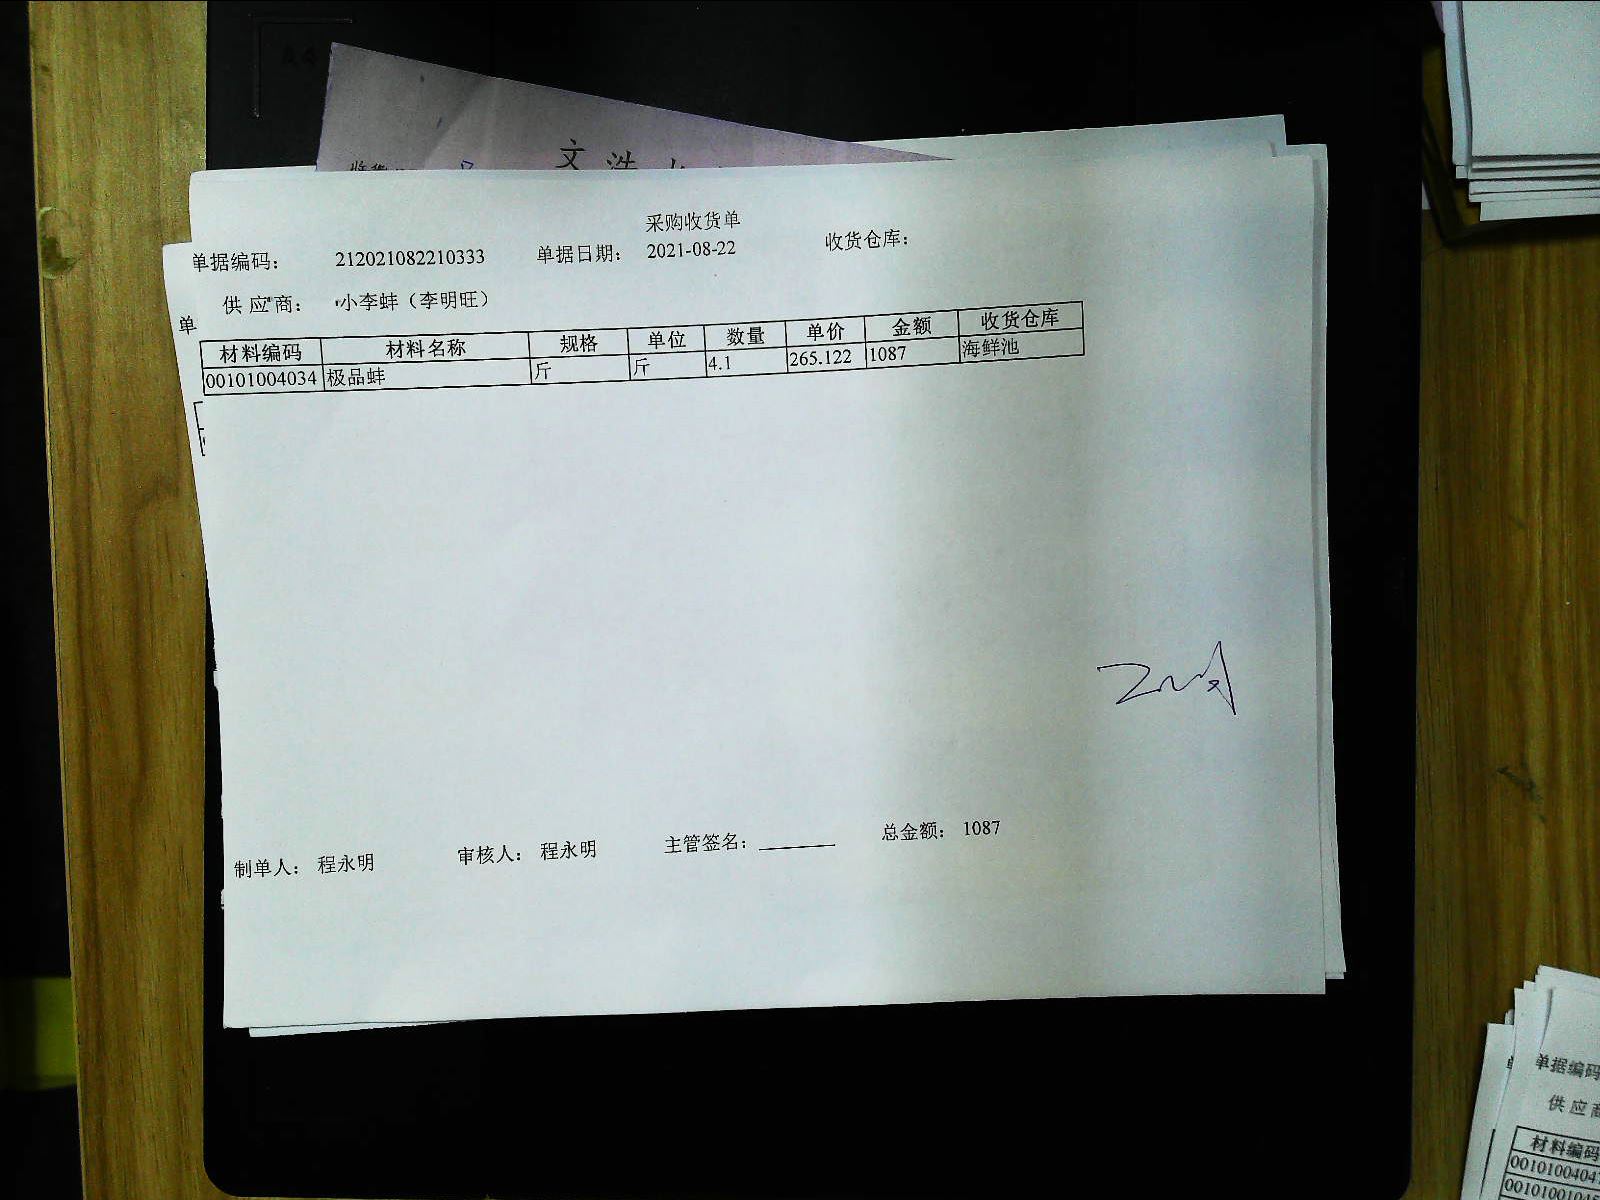 文 浩
采购收货单
单据编码： 212021082210333 单据日期： 2021-08-22 收货仓库：
供 应 商： 小李蚌（李明旺）
单
材料编码 材料名称 规格 单位 数量 单价 金额 收货仓库
00101004034 极品蚌 斤 斤 4.1 265.122 1087 海鲜池
制单人： 程永明 审核人： 程永明 主管签名： 总金额： 1087
单据编码
供 应
材料编码